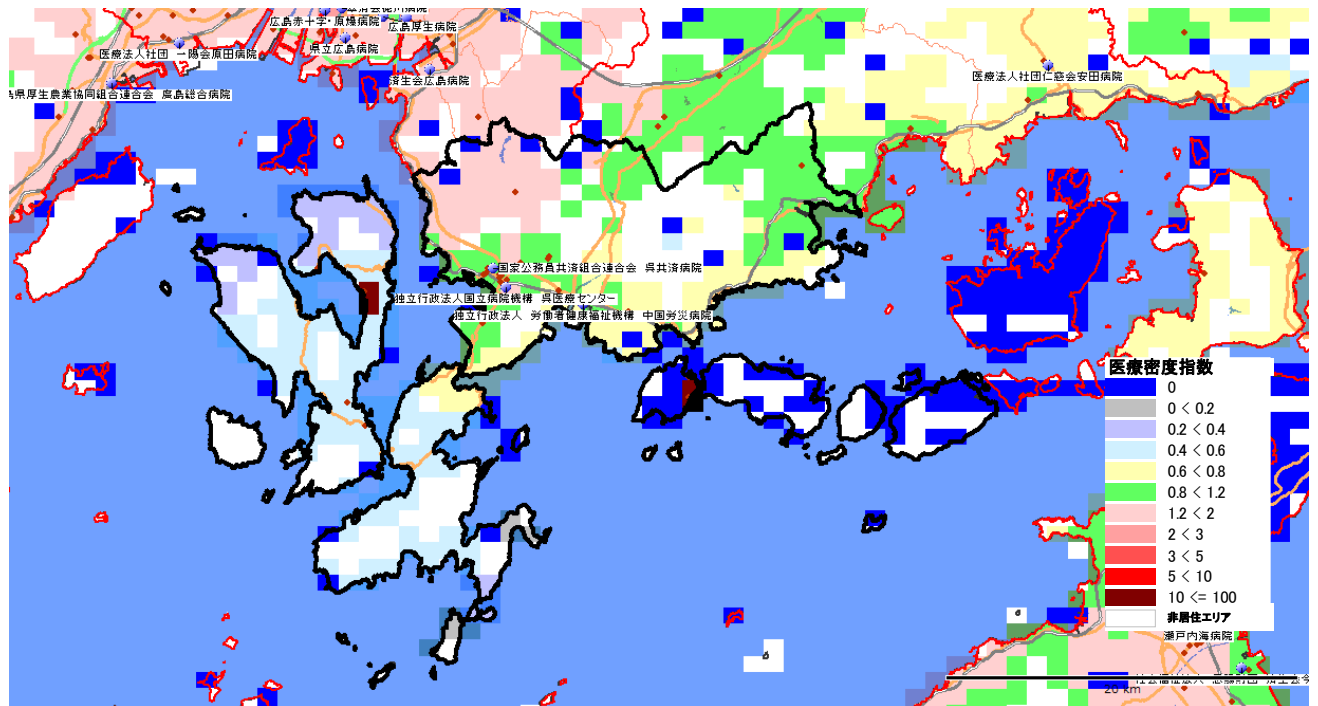 広島赤十字・原爆病院
広島厚生病院
県立広島病院
医療法人社団 一陽会原田病院
済生会広島病院
医療法人社団仁慈会安田病院
島県厚生農業協同組合連合会 廣島総合病院
国家公務員共済組合連合会 呉共済病院
独立行政法人国立病院機構 呉医療センター
独立行政法人 労働者健康福祉機構 中国労災病院
医療密度指数
0
0 < 0.2
0.2 < 0.4
0.4 < 0.6
0.6 < 0.8
0.8 < 1.2
1.2 < 2
2 < 3
3 < 5
5 < 10
10 <= 100
非居住エリア
瀬戸内海病院
20 km